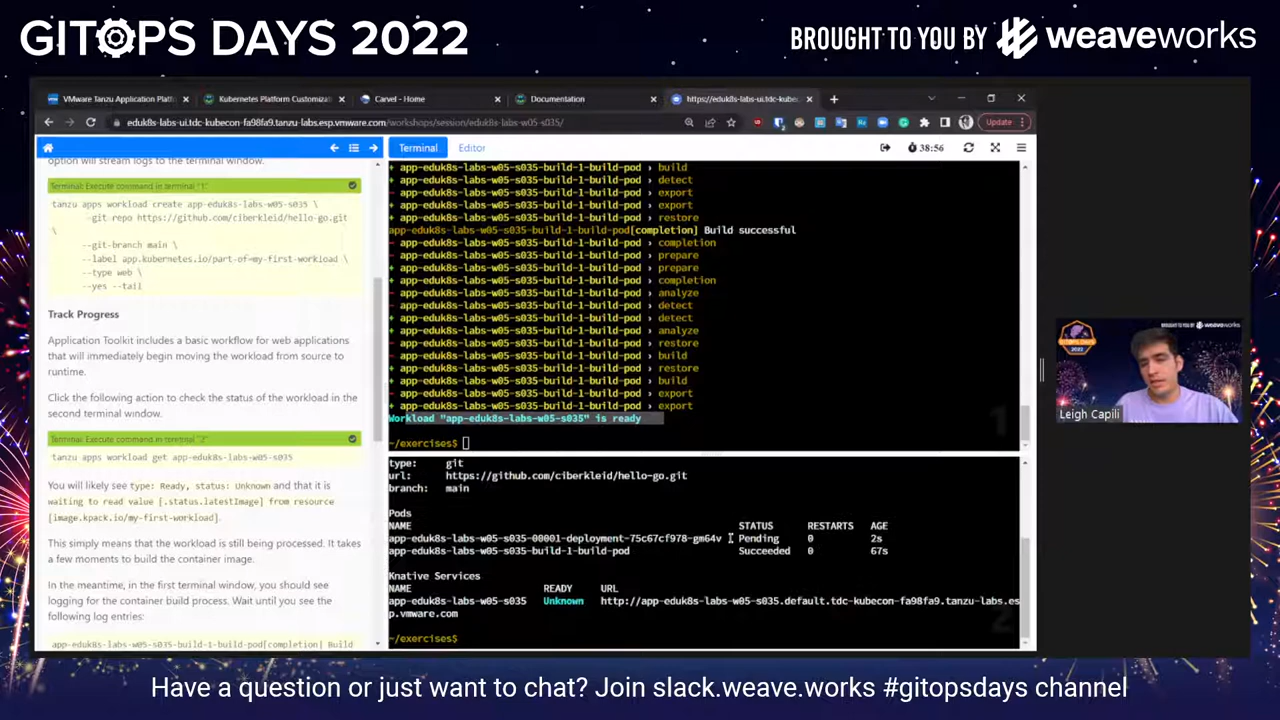 GITOPS DAYS 2022
BROUGHT TO YOU BY weaveworks
VMware Tanzu Application Platf
Kubernetes Platform Customizat
Carvel - Home
Documentation
https://eduk8s-labs-ui.tdc-kubec
eduk8s-labs-ui.tdc-kubecon-fa98fa9.tanzu-labs.esp.vmware.com/workshops/session/eduk8s-labs-w05-s035/
Update
Terminal
Editor
38:56
option will stream logs to the terminal window.
Terminal: Execute command in terminal "1"
tanzu apps workload create app-eduk8s-labs-w05-s035 \
--git-repo https://github.com/ciberkleid/hello-go.git
\
--git-branch main \
--label app.kubernetes.io/part-of=my-first-workload \
--type web \
--yes --tail
Track Progress
Application Toolkit includes a basic workflow for web applications
that will immediately begin moving the workload from source to
runtime.
Click the following action to check the status of the workload in the
second terminal window.
Terminal: Execute command in terminal "2"
tanzu apps workload get app-eduk8s-labs-w05-s035
You will likely see type: Ready, status: Unknown and that it is
waiting to read value [.status.latestImage] from resource
[image.kpack.io/my-first-workload].
This simply means that the workload is still being processed. It takes
a few moments to build the container image.
In the meantime, in the first terminal window, you should see
logging for the container build process. Wait until you see the
following log entries:
app-eduk8s-labs-w05-s035-build-1-build-pod[completion] Build
+ app-eduk8s-labs-w05-s035-build-1-build-pod › build
+ app-eduk8s-labs-w05-s035-build-1-build-pod › detect
- app-eduk8s-labs-w05-s035-build-1-build-pod › export
+ app-eduk8s-labs-w05-s035-build-1-build-pod › export
+ app-eduk8s-labs-w05-s035-build-1-build-pod › restore
app-eduk8s-labs-w05-s035-build-1-build-pod[completion] Build successful
- app-eduk8s-labs-w05-s035-build-1-build-pod › completion
- app-eduk8s-labs-w05-s035-build-1-build-pod › prepare
+ app-eduk8s-labs-w05-s035-build-1-build-pod › prepare
+ app-eduk8s-labs-w05-s035-build-1-build-pod › completion
- app-eduk8s-labs-w05-s035-build-1-build-pod › analyze
- app-eduk8s-labs-w05-s035-build-1-build-pod › detect
+ app-eduk8s-labs-w05-s035-build-1-build-pod › detect
+ app-eduk8s-labs-w05-s035-build-1-build-pod › analyze
- app-eduk8s-labs-w05-s035-build-1-build-pod › restore
- app-eduk8s-labs-w05-s035-build-1-build-pod › build
+ app-eduk8s-labs-w05-s035-build-1-build-pod › restore
+ app-eduk8s-labs-w05-s035-build-1-build-pod › build
- app-eduk8s-labs-w05-s035-build-1-build-pod › export
+ app-eduk8s-labs-w05-s035-build-1-build-pod › export
Workload "app-eduk8s-labs-w05-s035" is ready
~/exercises$
1
type: git
url: https://github.com/ciberkleid/hello-go.git
branch: main
Pods
NAME STATUS RESTARTS AGE
app-eduk8s-labs-w05-s035-00001-deployment-75c67cf978-gm64v Pending 0 2s
app-eduk8s-labs-w05-s035-build-1-build-pod Succeeded 0 67s
Knative Services
NAME READY URL
app-eduk8s-labs-w05-s035 Unknown http://app-eduk8s-labs-w05-s035.default.tdc-kubecon-fa98fa9.tanzu-labs.es
p.vmware.com
~/exercises$
2
BROUGHT TO YOU BY weaveworks
GITOPS DAYS
2022
Leigh Capili
Have a question or just want to chat? Join slack.weave.works #gitopsdays channel